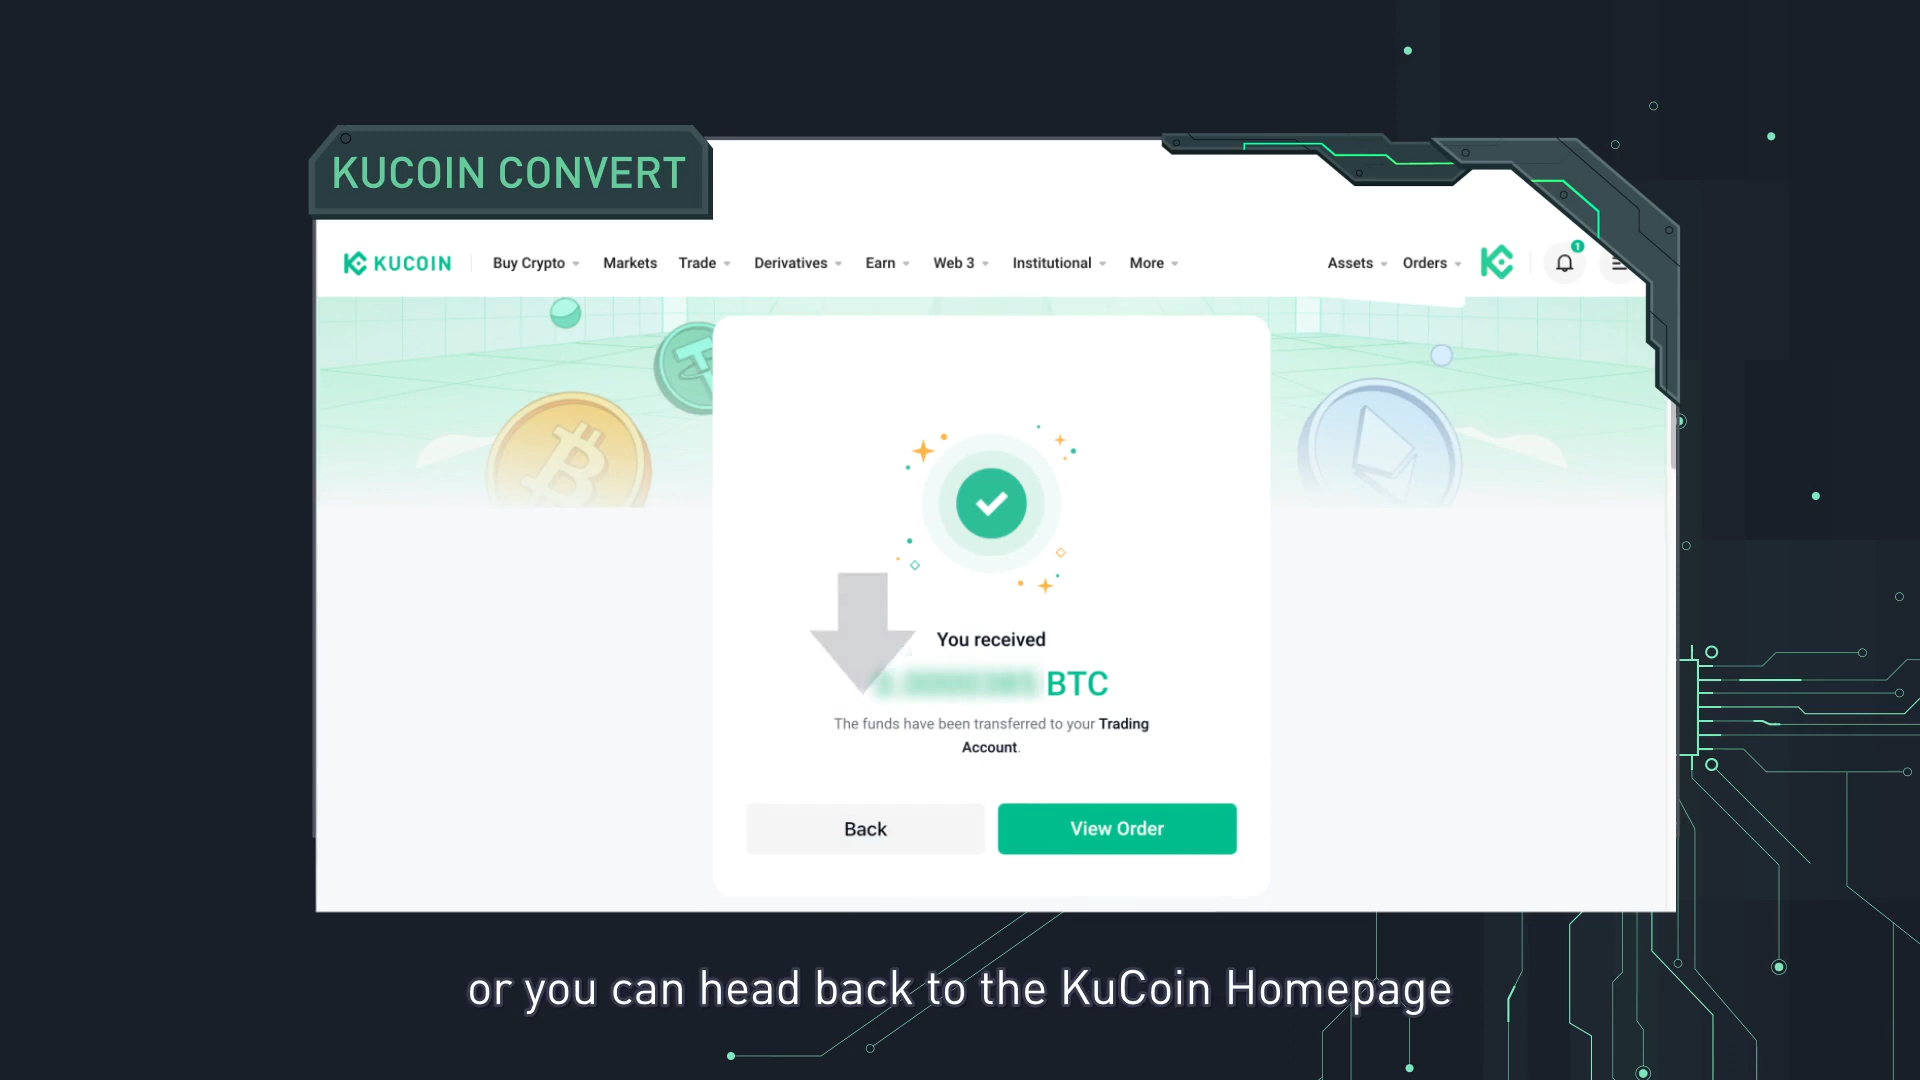 KUCOIN CONVERT
KUCOIN Buy Crypto Markets Trade Derivatives Earn Web 3 Institutional More Assets Orders 1
You received
BTC
The funds have been transferred to your Trading
Account.
Back View Order
or you can head back to the KuCoin Homepage